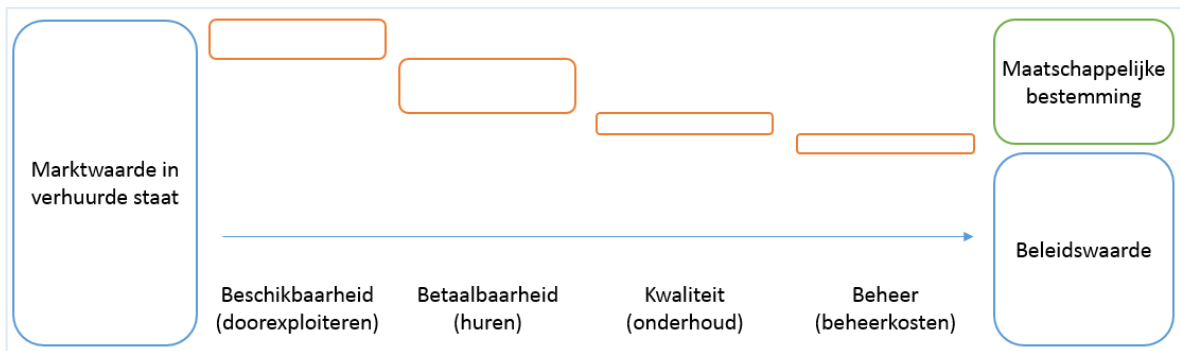 Marktwaarde in
verhuurde staat
Beschikbaarheid
(doorexploiteren)
Betaalbaarheid
(huren)
Kwaliteit
(onderhoud)
Beheer
(beheerkosten)
Maatschappelijke
bestemming
Beleidswaarde